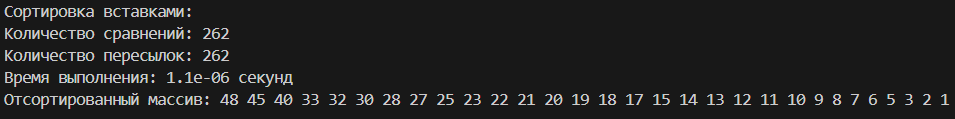 Сортировка вставками:
Количество сравнений: 262
Количество пересылок: 262
Время выполнения: 1.1e-06 секунд
Отсортированный массив: 48 45 40 33 32 30 28 27 25 23 22 21 20 19 18 17 15 14 13 12 11 10 9 8 7 6 5 3 2 1